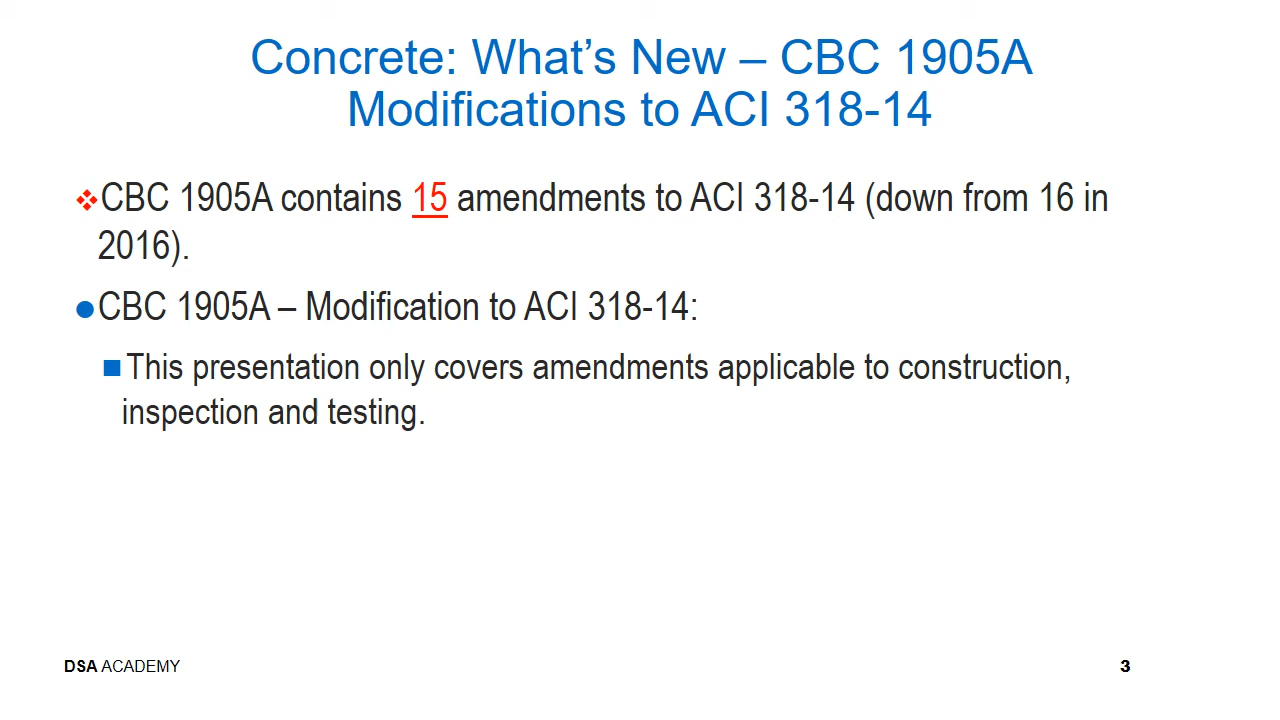 Concrete: What’s New – CBC 1905A
Modifications to ACI 318-14
CBC 1905A contains 15 amendments to ACI 318-14 (down from 16 in
2016).
CBC 1905A – Modification to ACI 318-14:
This presentation only covers amendments applicable to construction,
inspection and testing.
DSA ACADEMY
3